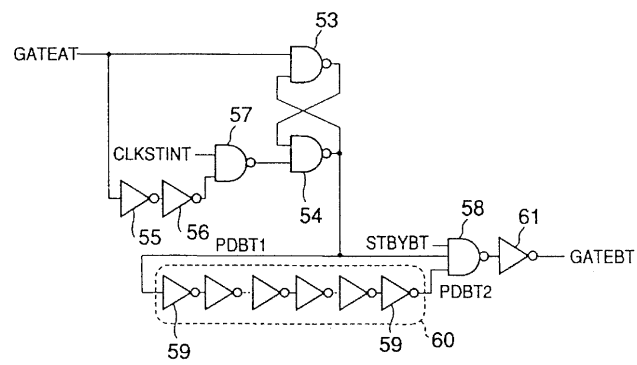 53
GATEAT
57
CLKSTINT
54
58
61
55
56
PDBT1
STBYBT
GATEBT
PDBT2
59
59
60